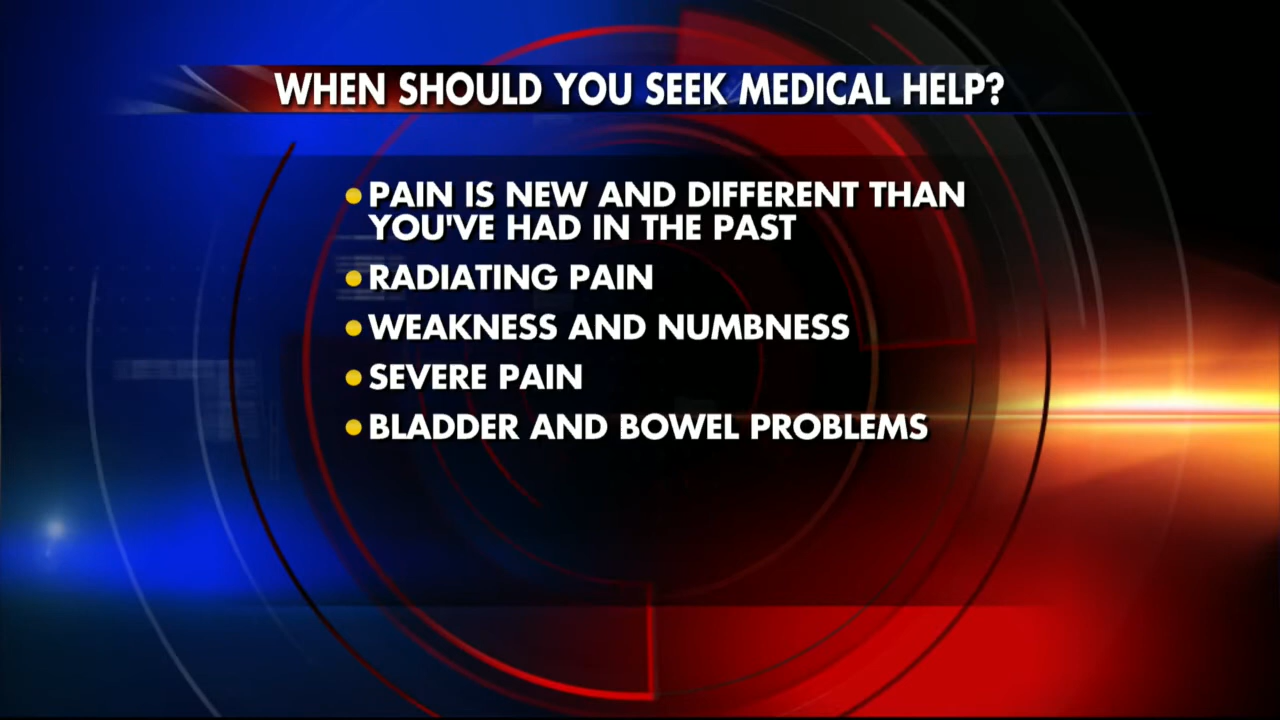 WHEN SHOULD YOU SEEK MEDICAL HELP?
PAIN IS NEW AND DIFFERENT THAN
YOU'VE HAD IN THE PAST
RADIATING PAIN
WEAKNESS AND NUMBNESS
SEVERE PAIN
BLADDER AND BOWEL PROBLEMS